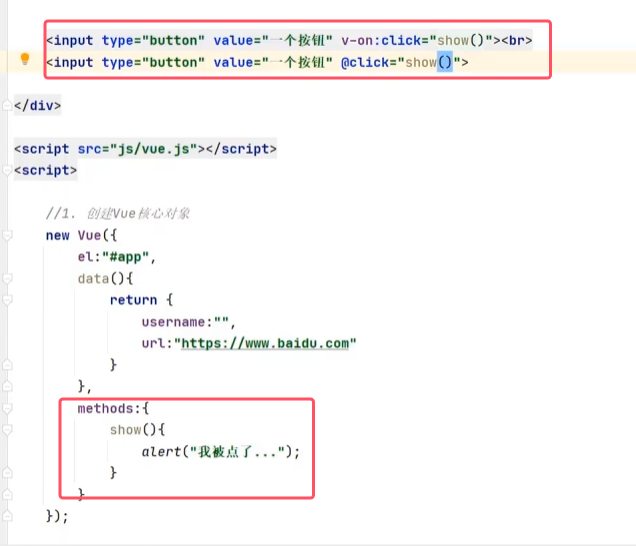 <input type="button" value="一个按钮" v-on:click="show()"><br>
<input type="button" value="一个按钮" @click="show()">
</div>
<script src="js/vue.js"></script>
<script>
//1. 创建Vue核心对象
new Vue({
el:"#app",
data(){
return {
username:"",
url:"https://www.baidu.com"
}
},
methods:{
show(){
alert("我被点了...");
}
}
});